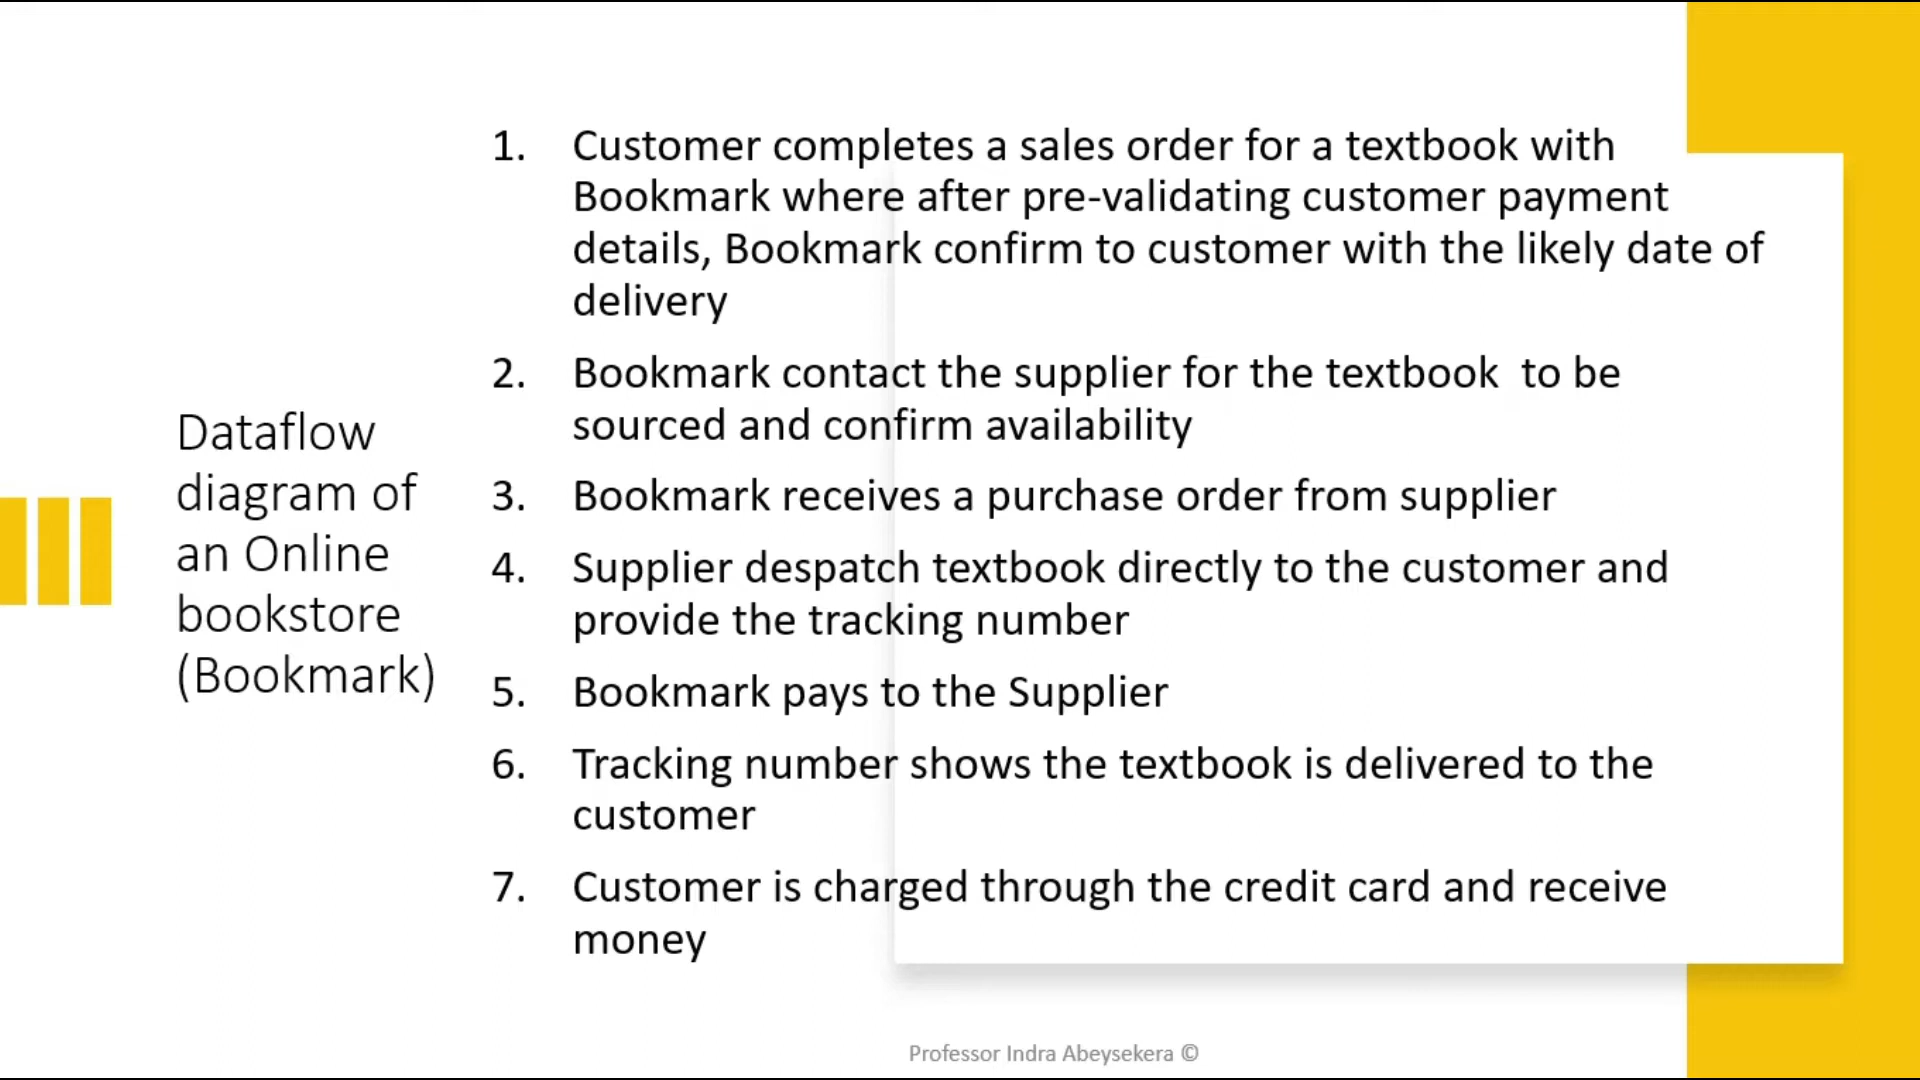 Dataflow
diagram of
an Online
bookstore
(Bookmark)
1. Customer completes a sales order for a textbook with
Bookmark where after pre-validating customer payment
details, Bookmark confirm to customer with the likely date of
delivery
2. Bookmark contact the supplier for the textbook to be
sourced and confirm availability
3. Bookmark receives a purchase order from supplier
4. Supplier despatch textbook directly to the customer and
provide the tracking number
5. Bookmark pays to the Supplier
6. Tracking number shows the textbook is delivered to the
customer
7. Customer is charged through the credit card and receive
money
Professor Indra Abeysekera ©